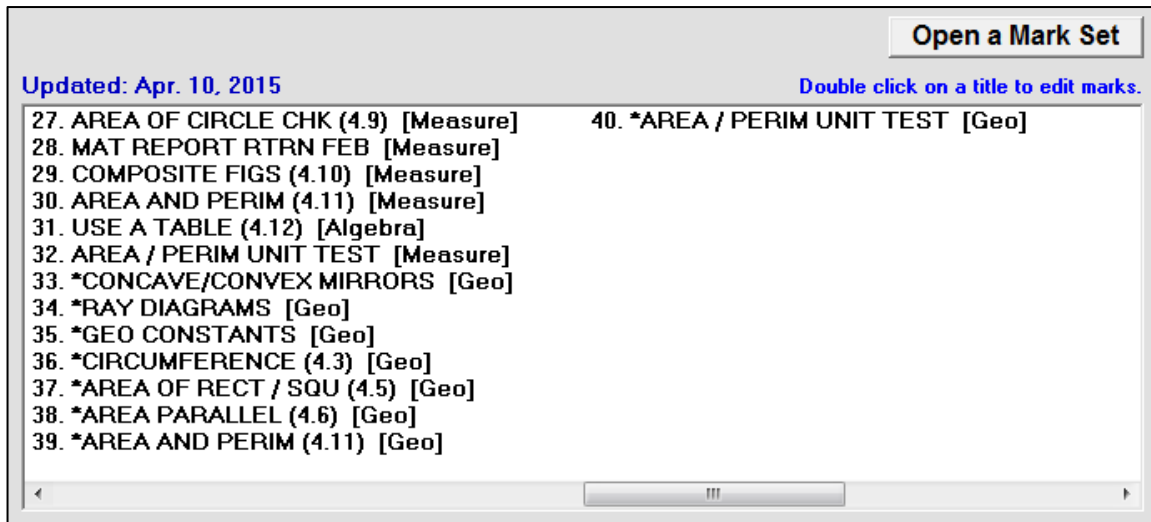 Open a Mark Set
Updated: Apr. 10, 2015
Double click on a title to edit marks.
27. AREA OF CIRCLE CHK (4.9) [Measure]
28. MAT REPORT RTRN FEB [Measure]
29. COMPOSITE FIGS (4.10) [Measure]
30. AREA AND PERIM (4.11) [Measure]
31. USE A TABLE (4.12) [Algebra]
32. AREA / PERIM UNIT TEST [Measure]
33. *CONCAVE/CONVEX MIRRORS [Geo]
34. *RAY DIAGRAMS [Geo]
35. *GEO CONSTANTS [Geo]
36. *CIRCUMFERENCE (4.3) [Geo]
37. *AREA OF RECT / SQU (4.5) [Geo]
38. *AREA PARALLEL (4.6) [Geo]
39. *AREA AND PERIM (4.11) [Geo]
40. *AREA / PERIM UNIT TEST [Geo]